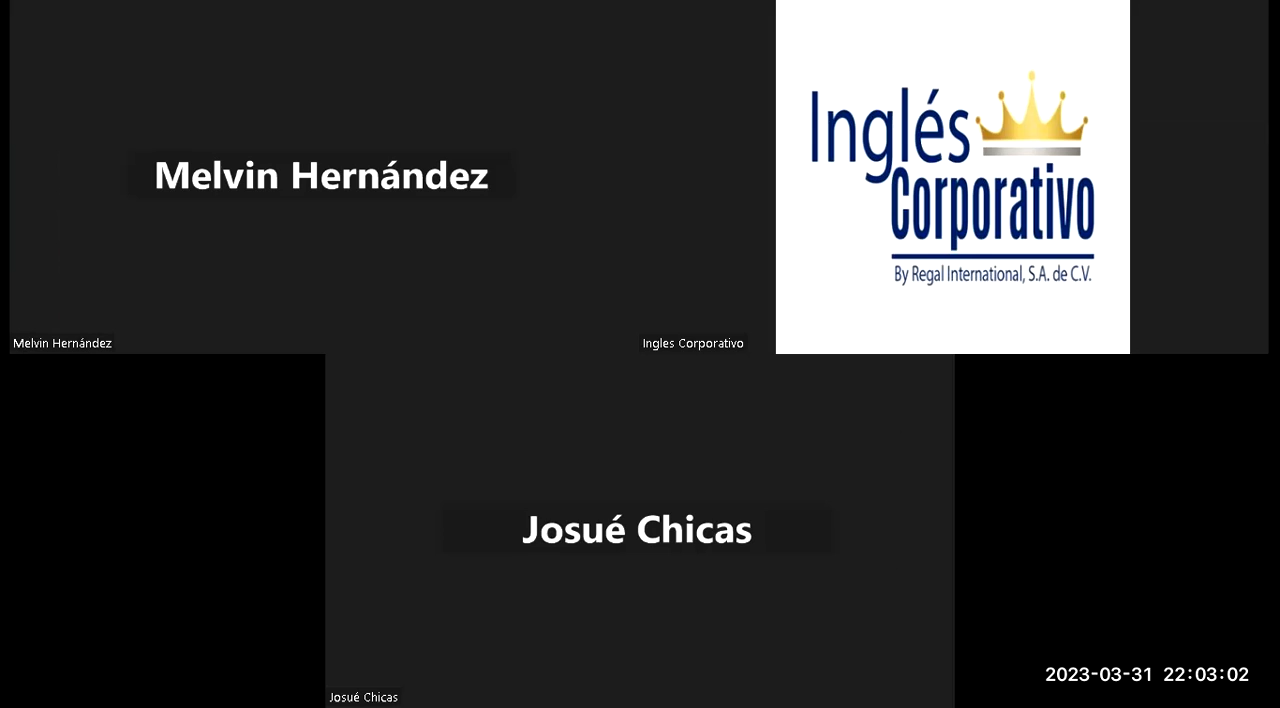 Melvin Hernández
Melvin Hernández
Inglés
Corporativo
By Regal International, S.A. de C.V.
Ingles Corporativo
Josué Chicas
Josué Chicas
2023-03-31 22:03:02